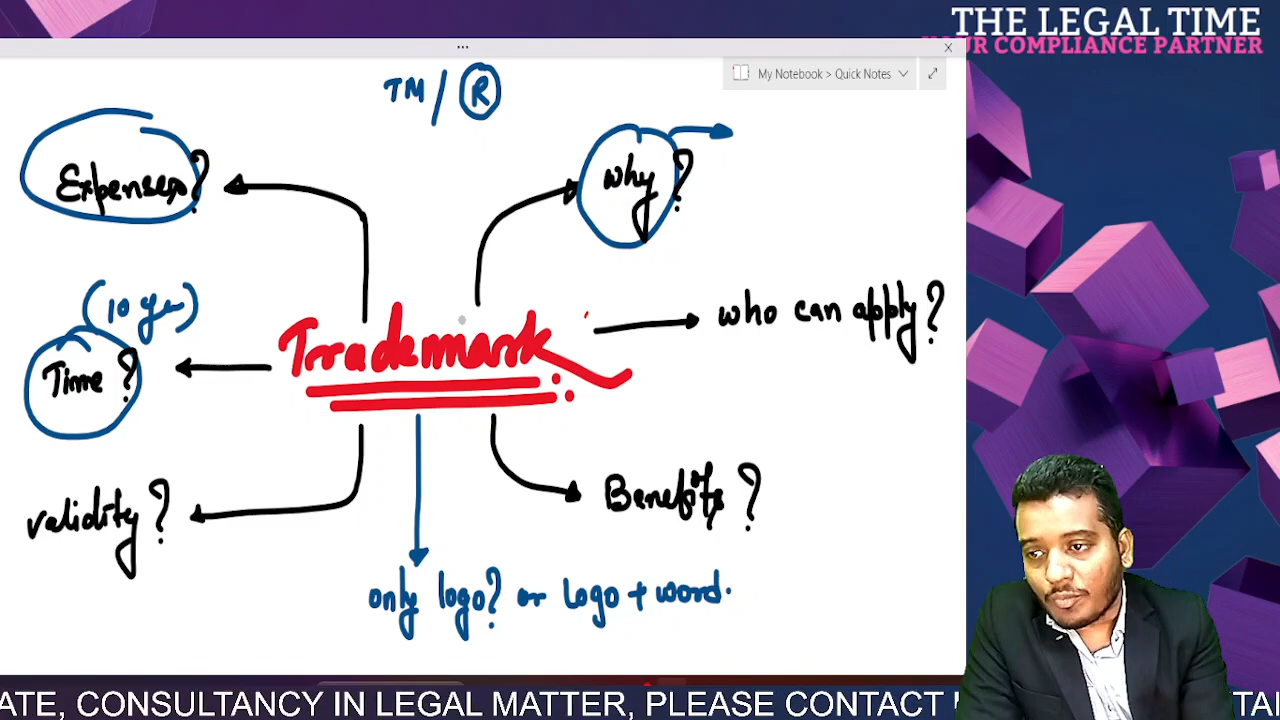 THE LEGAL TIME
YOUR COMPLIANCE PARTNER
My Notebook > Quick Notes
TM / R
Expenses?
why?
(10 year)
Trademark
who can apply?
Time?
validity?
Benefits?
only logo? or Logo + word.
ATE, CONSULTANCY IN LEGAL MATTER, PLEASE CONTACT